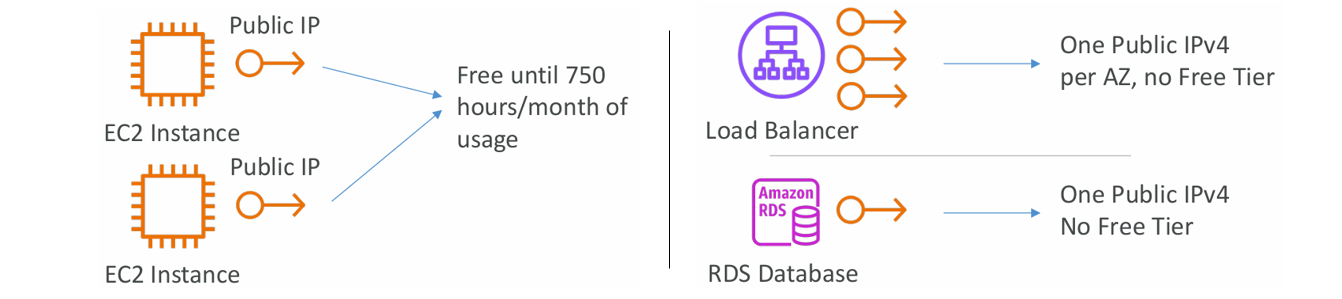 Public IP
EC2 Instance
Public IP
EC2 Instance
Free until 750
hours/month of
usage
Load Balancer
One Public IPv4
per AZ, no Free Tier
Amazon
RDS
RDS Database
One Public IPv4
No Free Tier